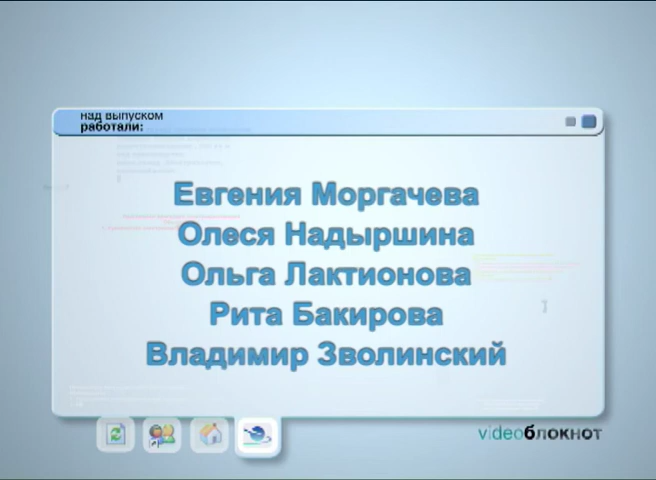 над выпуском
работали:
Евгения Моргачева
Олеся Надыршина
Ольга Лактионова
Рита Бакирова
Владимир Зволинский
videoблокнот